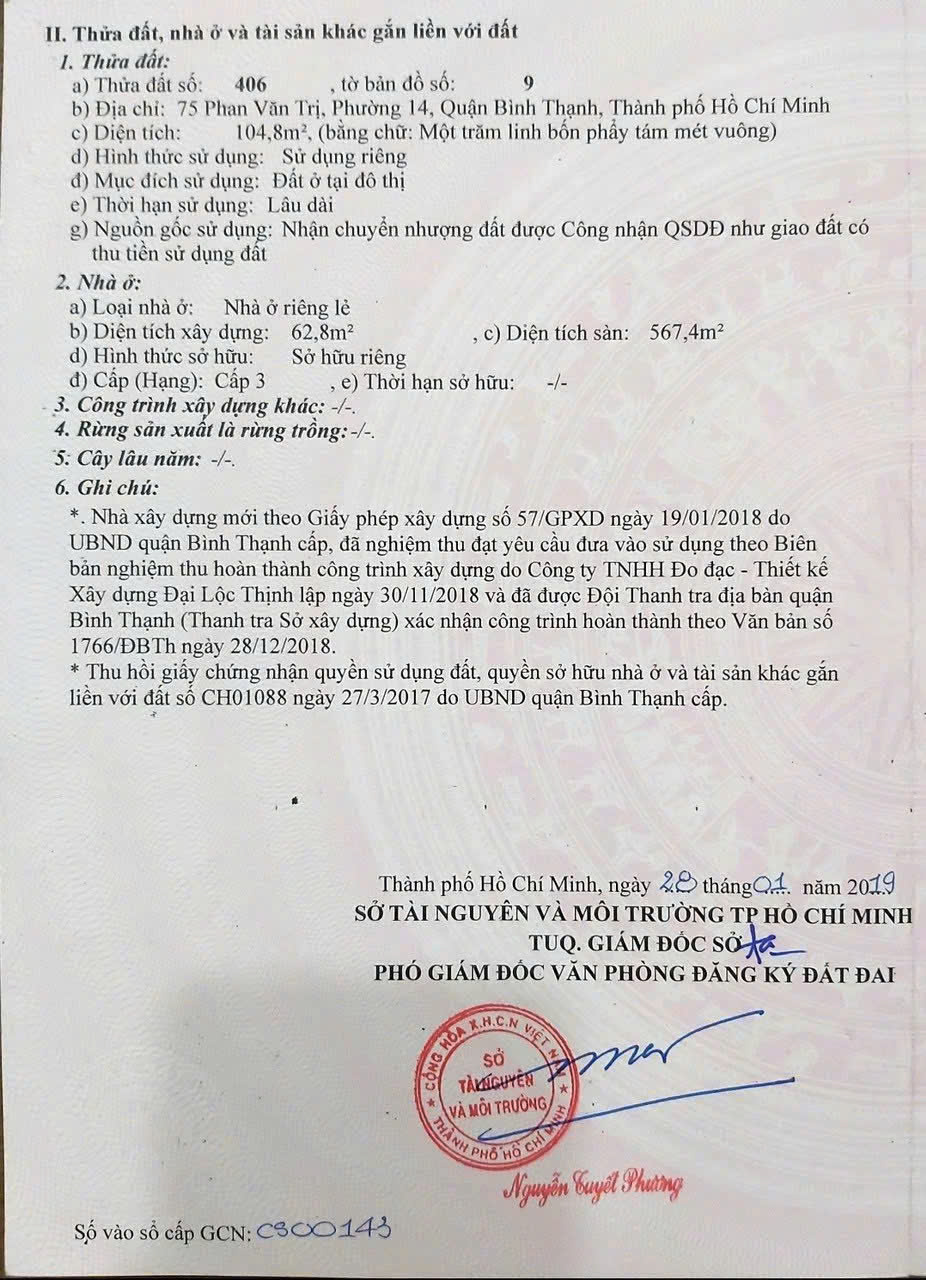 II. Thửa đất, nhà ở và tài sản khác gắn liền với đất
1. Thửa đất:
a) Thửa đất số: 406 , tờ bản đồ số: 9
b) Địa chỉ: 75 Phan Văn Trị, Phường 14, Quận Bình Thạnh, Thành phố Hồ Chí Minh
c) Diện tích: 104,8m², (bằng chữ: Một trăm linh bốn phẩy tám mét vuông)
d) Hình thức sử dụng: Sử dụng riêng
đ) Mục đích sử dụng: Đất ở tại đô thị
e) Thời hạn sử dụng: Lâu dài
g) Nguồn gốc sử dụng: Nhận chuyển nhượng đất được Công nhận QSDĐ như giao đất có
thu tiền sử dụng đất
2. Nhà ở:
a) Loại nhà ở: Nhà ở riêng lẻ
b) Diện tích xây dựng: 62,8m² , c) Diện tích sàn: 567,4m²
d) Hình thức sở hữu: Sở hữu riêng
đ) Cấp (Hạng): Cấp 3 , e) Thời hạn sở hữu: -/-
3. Công trình xây dựng khác: -/-.
4. Rừng sản xuất là rừng trồng: -/-.
5. Cây lâu năm: -/-.
6. Ghi chú:
*. Nhà xây dựng mới theo Giấy phép xây dựng số 57/GPXD ngày 19/01/2018 do
UBND quận Bình Thạnh cấp, đã nghiệm thu đạt yêu cầu đưa vào sử dụng theo Biên
bản nghiệm thu hoàn thành công trình xây dựng do Công ty TNHH Đo đạc - Thiết kế
Xây dựng Đại Lộc Thịnh lập ngày 30/11/2018 và đã được Đội Thanh tra địa bàn quận
Bình Thạnh (Thanh tra Sở xây dựng) xác nhận công trình hoàn thành theo Văn bản số
1766/ĐBTh ngày 28/12/2018.
* Thu hồi giấy chứng nhận quyền sử dụng đất, quyền sở hữu nhà ở và tài sản khác gắn
liền với đất số CH01088 ngày 27/3/2017 do UBND quận Bình Thạnh cấp.
Thành phố Hồ Chí Minh, ngày 28 tháng 01 năm 2019
SỞ TÀI NGUYÊN VÀ MÔI TRƯỜNG TP HỒ CHÍ MINH
TUQ. GIÁM ĐỐC SỞ
PHÓ GIÁM ĐỐC VĂN PHÒNG ĐĂNG KÝ ĐẤT ĐAI
CỘNG HÒA X.H.C.N VIỆT NAM
SỞ
TÀI NGUYÊN
VÀ MÔI TRƯỜNG
THÀNH PHỐ HỒ CHÍ MINH
Nguyễn Tuyết Phương
Số vào sổ cấp GCN: CS00143